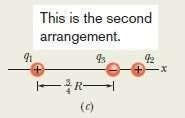 This is the second
arrangement.
q₁ q₃ q₂
+ − + x
¾ R
(c)